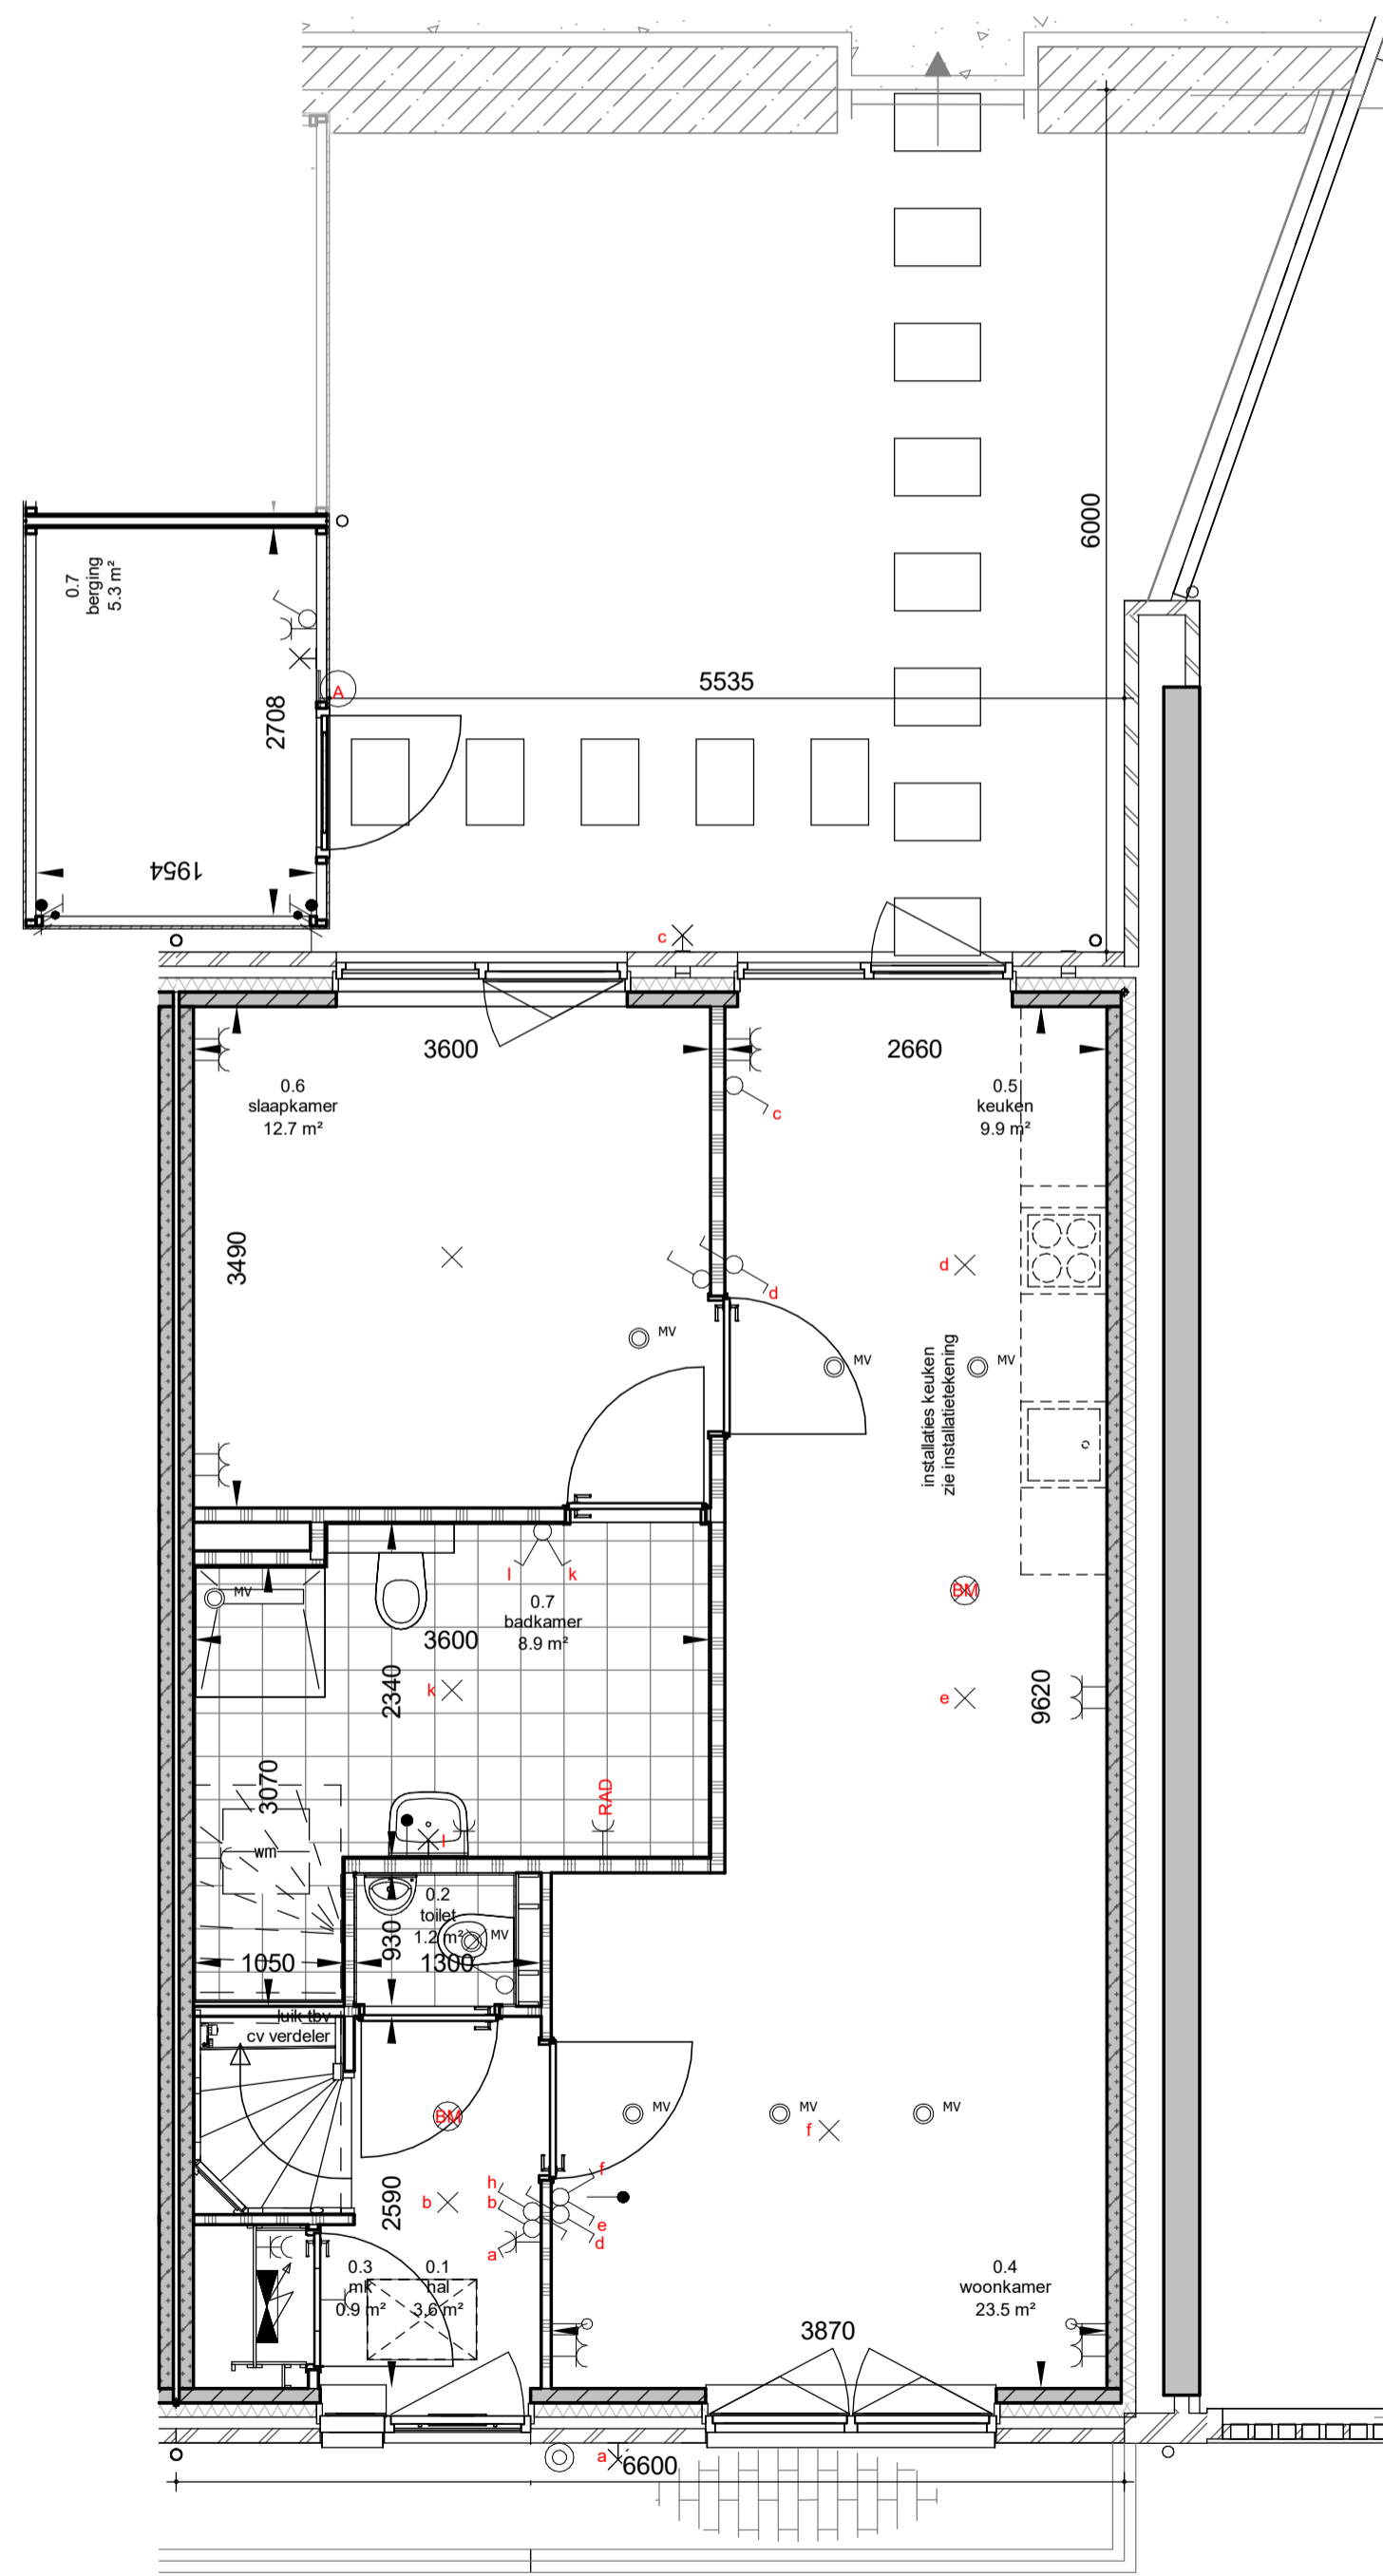 6000
0.7
berging
5.3 m²
5535
A
2708
1954
c
3600
2660
0.6
slaapkamer
12.7 m²
0.5
keuken
9.9 m²
c
3490
d
d
MV
MV
MV
installaties keuken
zie installatietekening
l
k
MV
0.7
badkamer
8.9 m²
BM
3600
2340
k
e
9620
3070
RAD
l
wm
0.2
toilet
1.2 m²
930
MV
1050
1300
luik tbv
cv verdeler
BM
MV
MV
MV
f
h
b
b
2590
f
e
d
a
0.3
mk
0.9 m²
0.1
hal
3,6 m²
0.4
woonkamer
23.5 m²
3870
a
6600